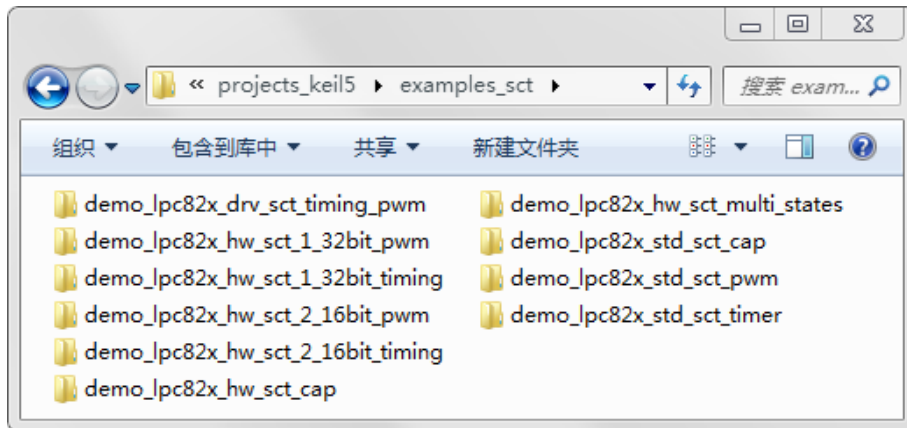 « projects_keil5 examples_sct
搜索 exam...
组织 包含到库中 共享 新建文件夹
demo_lpc82x_drv_sct_timing_pwm
demo_lpc82x_hw_sct_1_32bit_pwm
demo_lpc82x_hw_sct_1_32bit_timing
demo_lpc82x_hw_sct_2_16bit_pwm
demo_lpc82x_hw_sct_2_16bit_timing
demo_lpc82x_hw_sct_cap
demo_lpc82x_hw_sct_multi_states
demo_lpc82x_std_sct_cap
demo_lpc82x_std_sct_pwm
demo_lpc82x_std_sct_timer